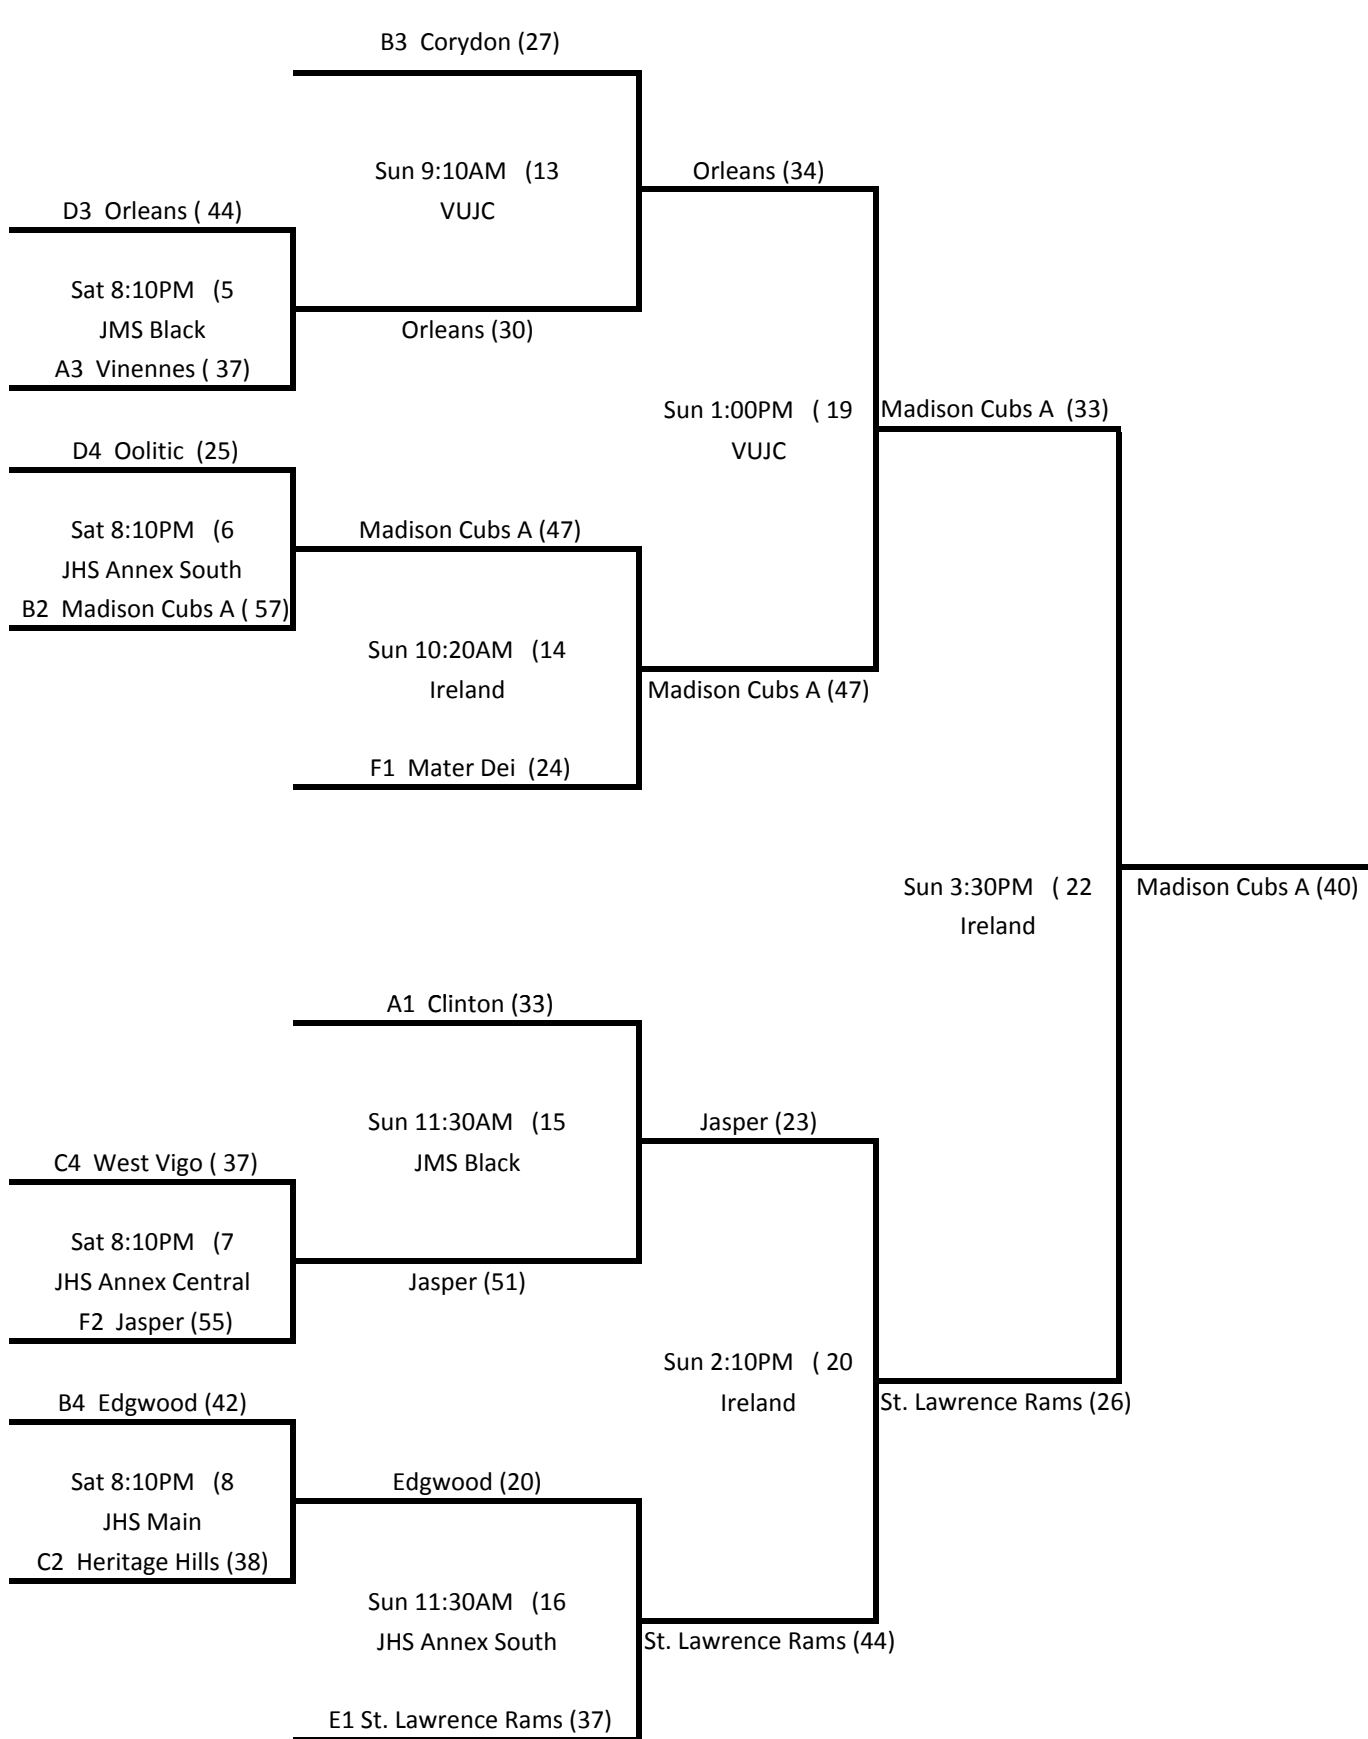 B3  Corydon (27)
Sun 9:10AM   (13
VUJC
Orleans (34)
D3  Orleans ( 44)
Sat 8:10PM   (5
JMS Black
A3  Vinennes ( 37)
Orleans (30)
Sun 1:00PM   ( 19
VUJC
Madison Cubs A  (33)
D4  Oolitic  (25)
Sat 8:10PM   (6
JHS Annex South
B2  Madison Cubs A ( 57)
Madison Cubs A (47)
Sun 10:20AM   (14
Ireland
Madison Cubs A (47)
F1  Mater Dei  (24)
Sun 3:30PM   ( 22
Ireland
Madison Cubs A (40)
A1  Clinton (33)
Sun 11:30AM   (15
JMS Black
Jasper (23)
C4  West Vigo ( 37)
Sat 8:10PM   (7
JHS Annex Central
F2  Jasper (55)
Jasper (51)
Sun 2:10PM   ( 20
Ireland
St. Lawrence Rams (26)
B4  Edgwood (42)
Sat 8:10PM   (8
JHS Main
C2  Heritage Hills (38)
Edgwood (20)
Sun 11:30AM   (16
JHS Annex South
St. Lawrence Rams (44)
E1 St. Lawrence Rams (37)